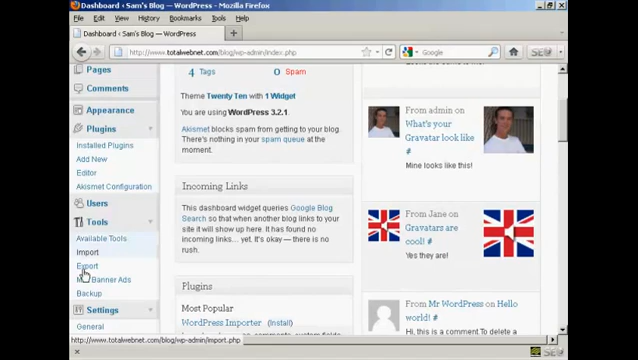 Dashboard ‹ Sam's Blog — WordPress - Mozilla Firefox
File Edit View History Bookmarks Tools Help
Dashboard ‹ Sam's Blog — WordPress
http://www.totalwebnet.com/blog/wp-admin/index.php
Google
Pages
Comments
Appearance
Plugins
Installed Plugins
Add New
Editor
Akismet Configuration
Users
Tools
Available Tools
Import
Export
Banner Ads
Backup
Settings
General
4 Tags 0 Spam
Theme Twenty Ten with 1 Widget
You are using WordPress 3.2.1.
Akismet blocks spam from getting to your blog.
There's nothing in your spam queue at the
moment.
Incoming Links
This dashboard widget queries Google Blog
Search so that when another blog links to your
site it will show up here. It has found no
incoming links... yet. It's okay — there is no
rush.
Plugins
Most Popular
WordPress Importer (Install)
From admin on
What's your
Gravatar look like
#
Mine looks like this!
From Jane on
Gravatars are
cool! #
Yes they are!
From Mr WordPress on Hello
world! #
Hi, this is a comment.To delete a
http://www.totalwebnet.com/blog/wp-admin/import.php